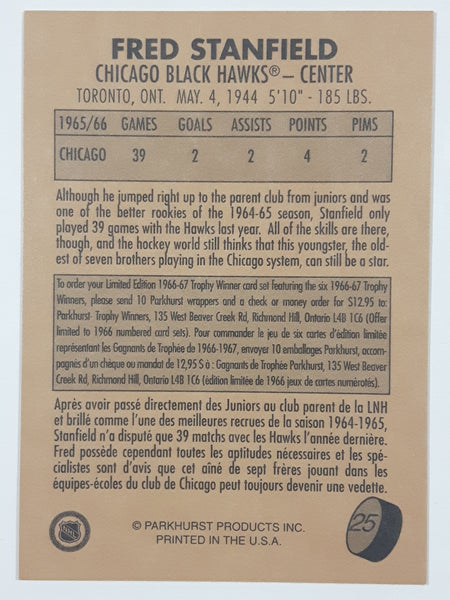 FRED STANFIELD
CHICAGO BLACK HAWKS® – CENTER
TORONTO, ONT. MAY. 4, 1944 5'10" - 185 LBS.
1965/66 GAMES GOALS ASSISTS POINTS PIMS
CHICAGO 39 2 2 4 2
Although he jumped right up to the parent club from juniors and was
one of the better rookies of the 1964-65 season, Stanfield only
played 39 games with the Hawks last year. All of the skills are there,
though, and the hockey world still thinks that this youngster, the old-
est of seven brothers playing in the Chicago system, can still be a star.
To order your Limited Edition 1966-67 Trophy Winner card set featuring the six 1966-67 Trophy
Winners, please send 10 Parkhurst wrappers and a check or money order for $12.95 to:
Parkhurst- Trophy Winners, 135 West Beaver Creek Rd, Richmond Hill, Ontario L4B 1C6 (Offer
limited to 1966 numbered card sets). Pour commander le jeu de six cartes d'édition limitée
représentant les Gagnants de Trophée de 1966-1967, envoyer 10 emballages Parkhurst, accom-
pagnés d'un chèque ou mandat de 12,95 $ à : Gagnants de Trophée Parkhurst, 135 West Beaver
Creek Rd, Richmond Hill, Ontario L4B 1C6 (édition limitée de 1966 jeux de cartes numérotés).
Après avoir passé directement des Juniors au club parent de la LNH
et brillé comme l'une des meilleures recrues de la saison 1964-1965,
Stanfield n'a disputé que 39 matchs avec les Hawks l'année dernière.
Fred possède cependant toutes les aptitudes nécessaires et les spé-
cialistes sont d'avis que cet aîné de sept frères jouant dans les
équipes-écoles du club de Chicago peut toujours devenir une vedette.
NHL
© PARKHURST PRODUCTS INC.
PRINTED IN THE U.S.A.
25